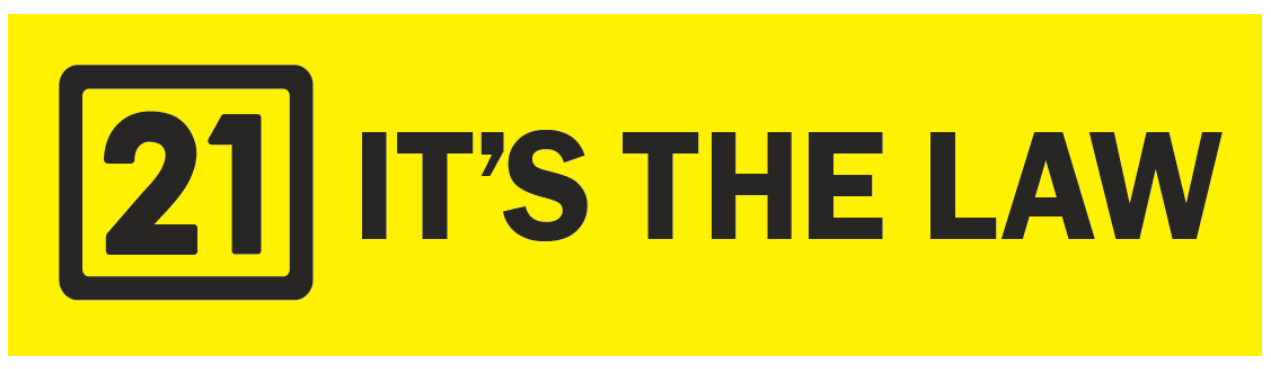 21 IT’S THE LAW